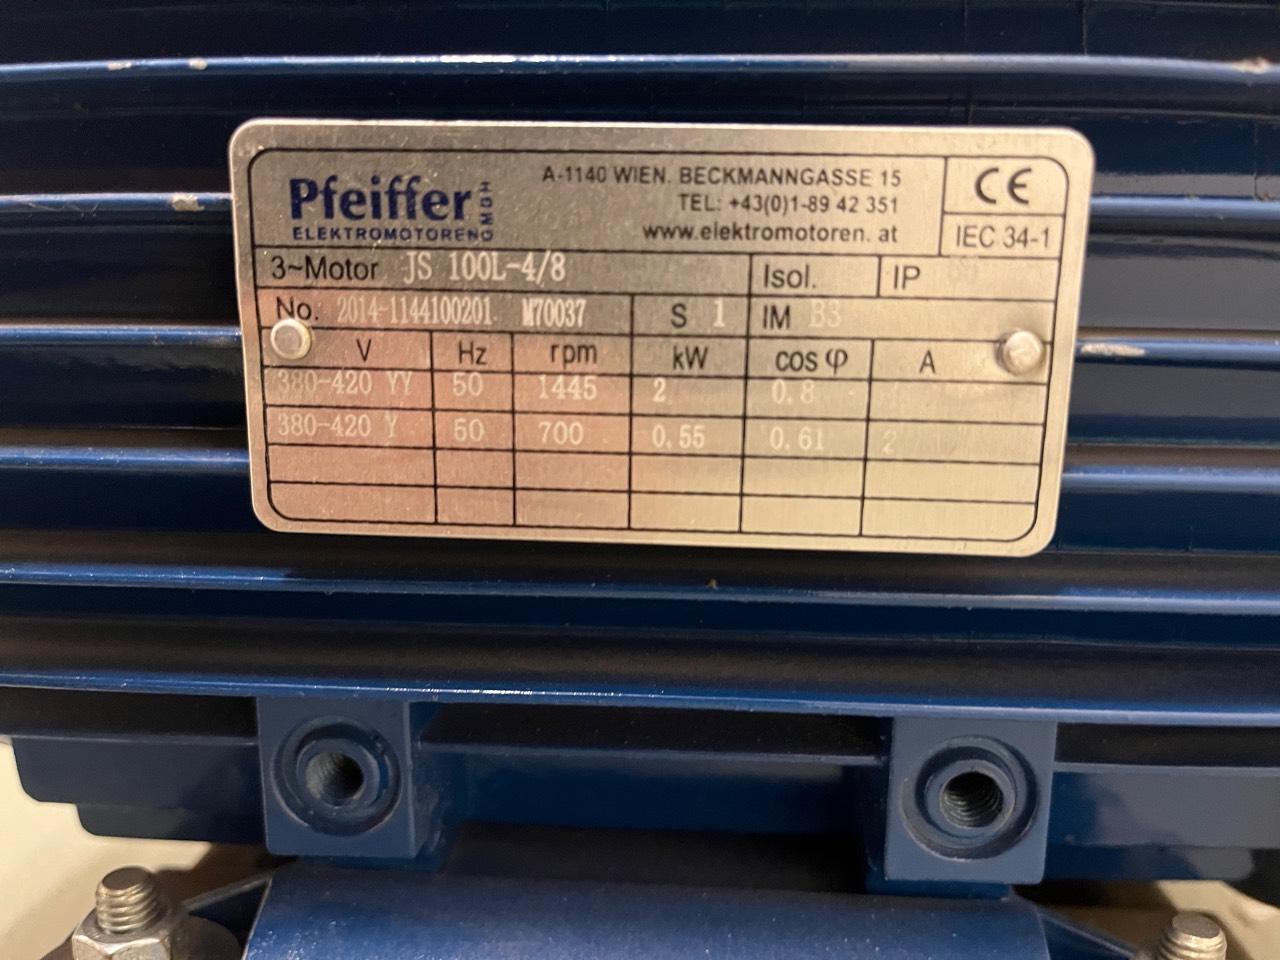 Pfeiffer GMBH
ELEKTROMOTOREN
A-1140 WIEN. BECKMANNGASSE 15
TEL: +43(0)1-89 42 351
www.elektromotoren. at
CE
IEC 34-1
3~Motor JS 100L-4/8 Isol. IP
No. 2014-1144100201 M70037 S 1 IM B3
V Hz rpm kW cos φ A
380-420 YY 50 1445 2 0.8
380-420 Y 50 700 0.55 0.61 2